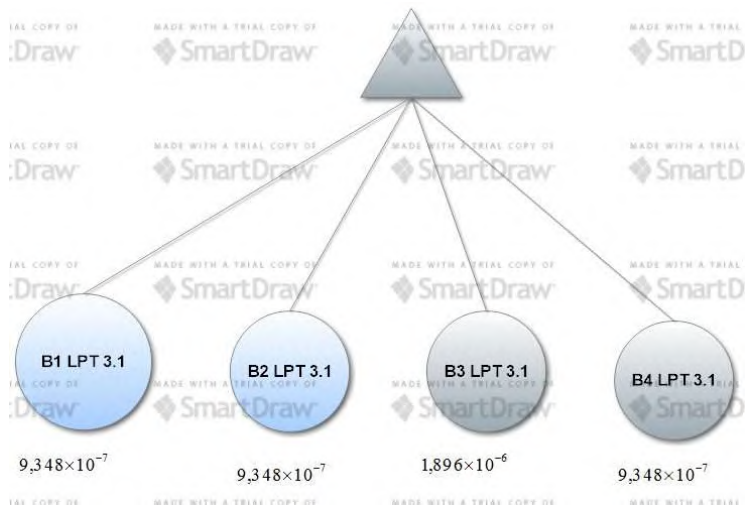 MADE WITH A TRIAL COPY OF
SmartDraw
B1 LPT 3.1
B2 LPT 3.1
B3 LPT 3.1
B4 LPT 3.1
9,348×10⁻⁷
9,348×10⁻⁷
1,896×10⁻⁶
9,348×10⁻⁷